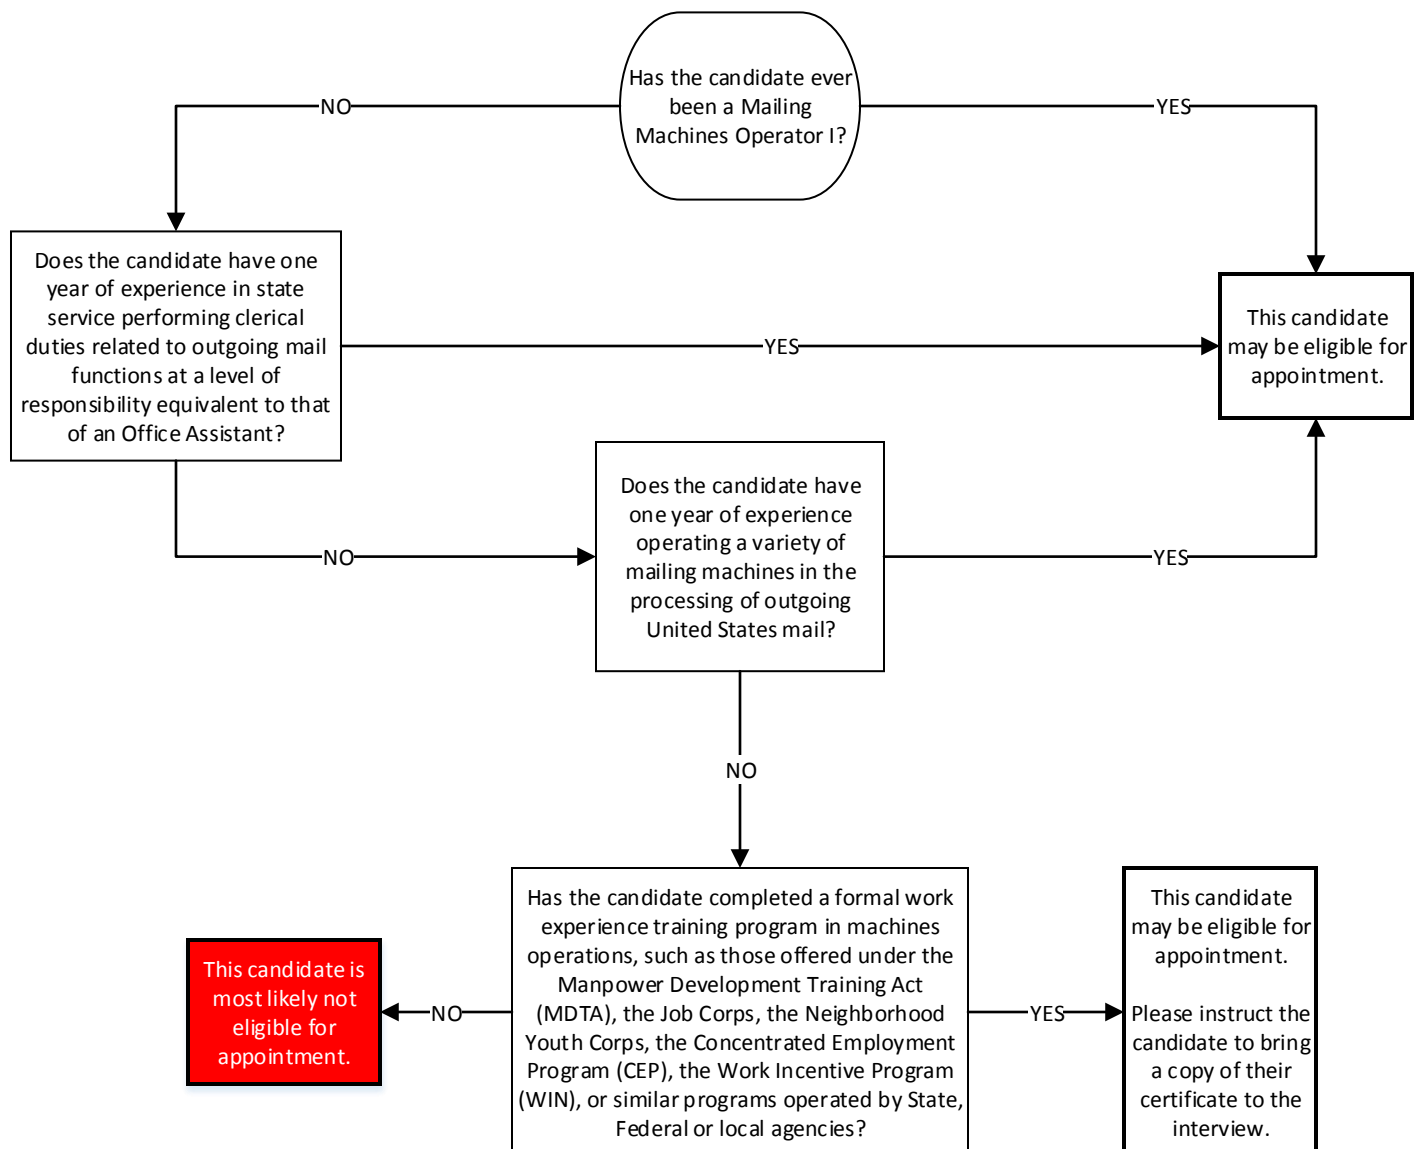 Has the candidate ever
been a Mailing
Machines Operator I?
NO
YES
Does the candidate have one
year of experience in state
service performing clerical
duties related to outgoing mail
functions at a level of
responsibility equivalent to that
of an Office Assistant?
YES
This candidate
may be eligible for
appointment.
NO
Does the candidate have
one year of experience
operating a variety of
mailing machines in the
processing of outgoing
United States mail?
YES
NO
Has the candidate completed a formal work
experience training program in machines
operations, such as those offered under the
Manpower Development Training Act
(MDTA), the Job Corps, the Neighborhood
Youth Corps, the Concentrated Employment
Program (CEP), the Work Incentive Program
(WIN), or similar programs operated by State,
Federal or local agencies?
NO
This candidate is
most likely not
eligible for
appointment.
YES
This candidate
may be eligible for
appointment.
Please instruct the
candidate to bring
a copy of their
certificate to the
interview.